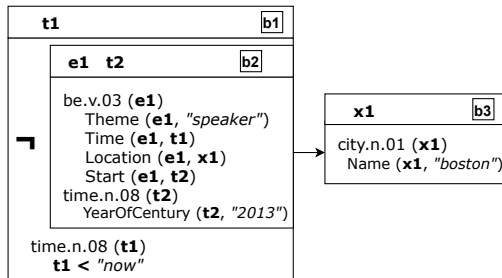 t1 b1
e1 t2 b2
be.v.03 (e1)
Theme (e1, "speaker")
Time (e1, t1)
Location (e1, x1)
Start (e1, t2)
time.n.08 (t2)
YearOfCentury (t2, "2013")
¬
time.n.08 (t1)
t1 < "now"
x1 b3
city.n.01 (x1)
Name (x1, "boston")